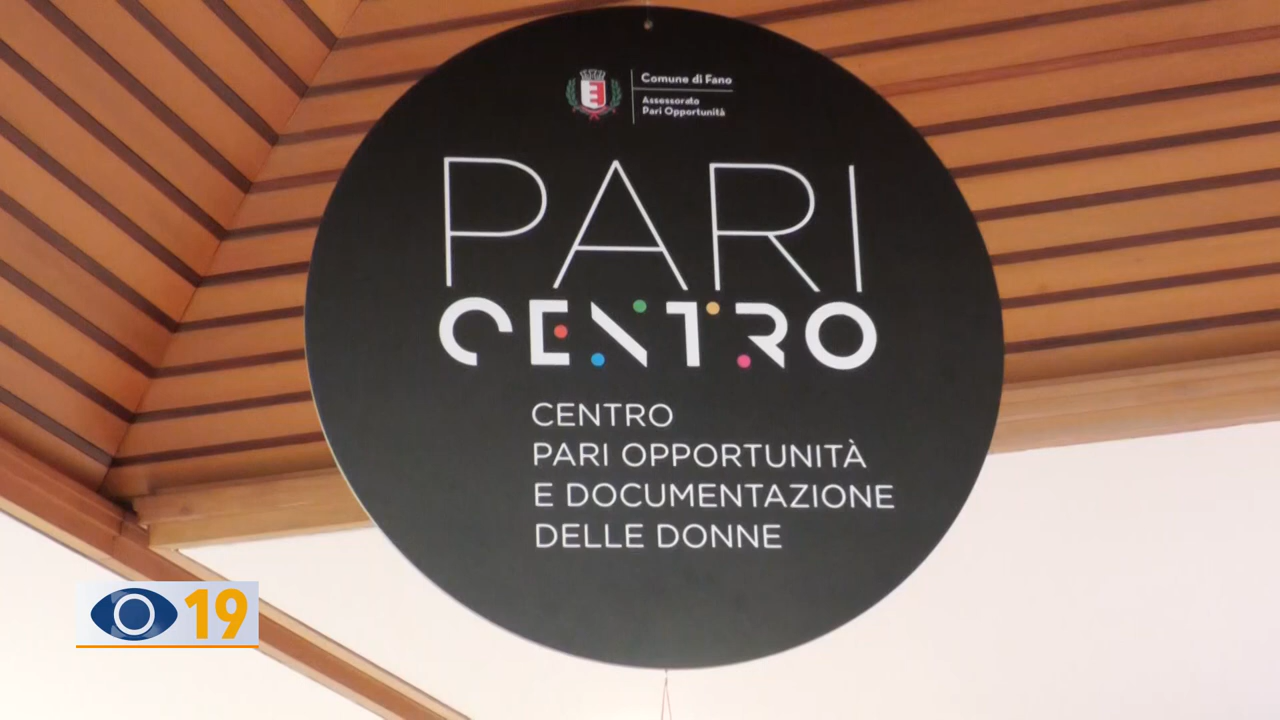 Comune di Fano
Assessorato
Pari Opportunità
PARI
CENTRO
CENTRO
PARI OPPORTUNITÀ
E DOCUMENTAZIONE
DELLE DONNE
19